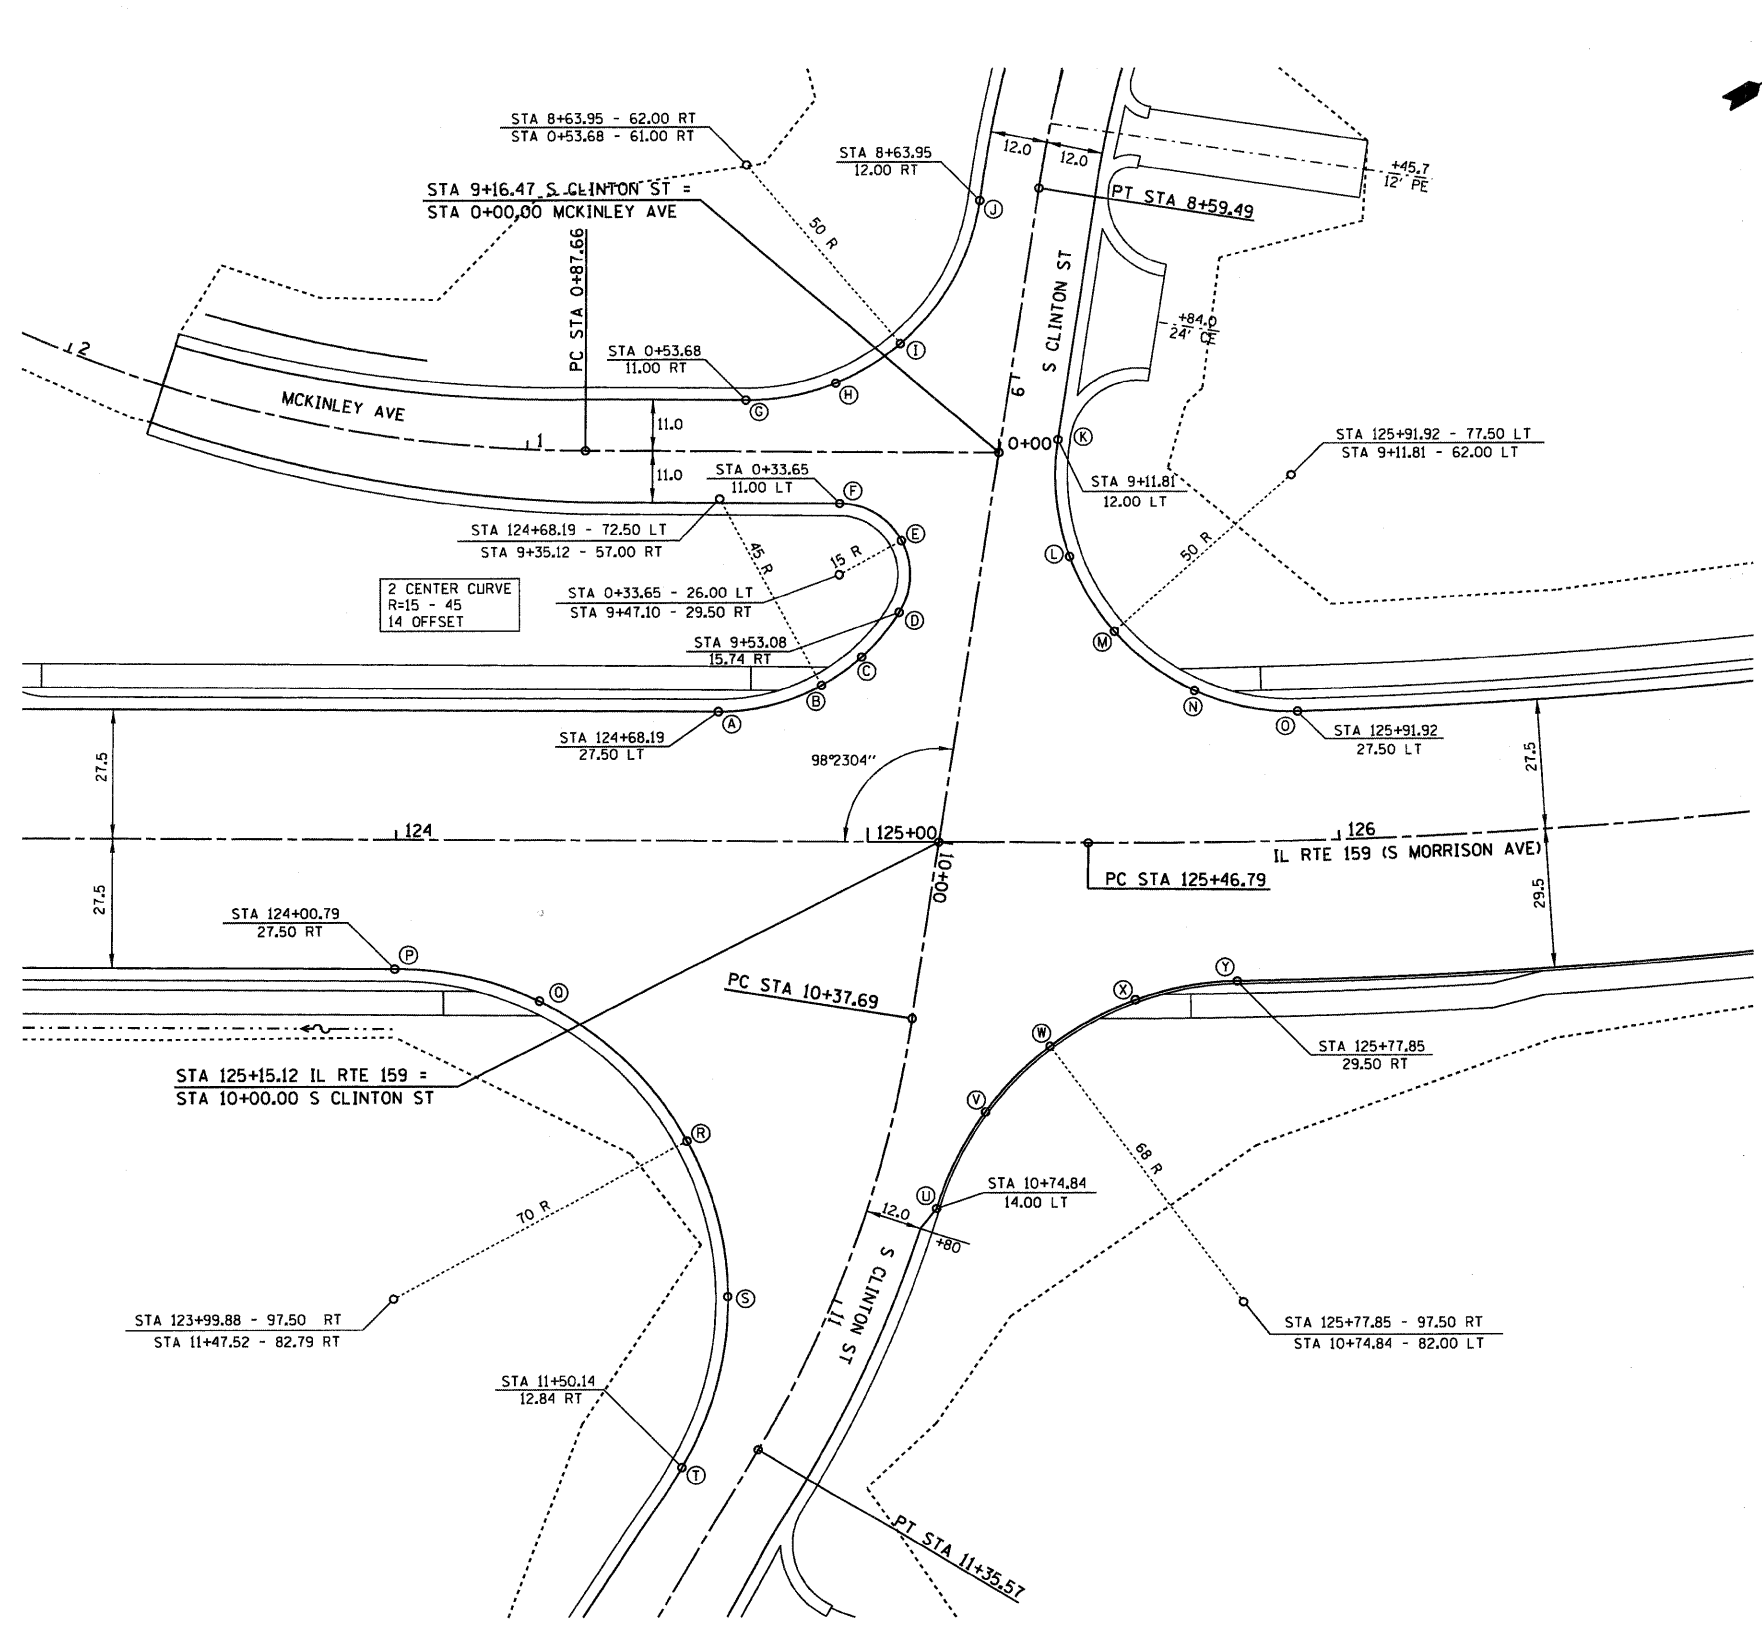 STA 8+63.95 - 62.00 RT
STA 0+53.68 - 61.00 RT
STA 8+63.95
12.00 RT
12.0
12.0
+45.7
12' PE
STA 9+16.47 S CLINTON ST =
STA 0+00.00 MCKINLEY AVE
PT STA 8+59.49
J
50 R
PC STA 0+87.66
S CLINTON ST
+84.0
24' CE
2
STA 0+53.68
11.00 RT
I
H
G
9
MCKINLEY AVE
11.0
1
0+00
K
STA 125+91.92 - 77.50 LT
STA 9+11.81 - 62.00 LT
11.0
STA 0+33.65
11.00 LT
F
STA 9+11.81
12.00 LT
STA 124+68.19 - 72.50 LT
STA 9+35.12 - 57.00 RT
E
L
50 R
45 R
15 R
2 CENTER CURVE
R=15 - 45
14 OFFSET
STA 0+33.65 - 26.00 LT
STA 9+47.10 - 29.50 RT
D
STA 9+53.08
15.74 RT
C
M
B
N
A
O
STA 124+68.19
27.50 LT
STA 125+91.92
27.50 LT
27.5
98°2304"
27.5
124
125+00
126
10+00
IL RTE 159 (S MORRISON AVE)
PC STA 125+46.79
27.5
29.5
STA 124+00.79
27.50 RT
P
Q
PC STA 10+37.69
Y
X
W
STA 125+15.12 IL RTE 159 =
STA 10+00.00 S CLINTON ST
STA 125+77.85
29.50 RT
V
R
68 R
STA 10+74.84
14.00 LT
U
70 R
12.0
+80
S CLINTON ST
S
11
STA 123+99.88 - 97.50 RT
STA 11+47.52 - 82.79 RT
STA 125+77.85 - 97.50 RT
STA 10+74.84 - 82.00 LT
STA 11+50.14
12.84 RT
T
PT STA 11+35.57